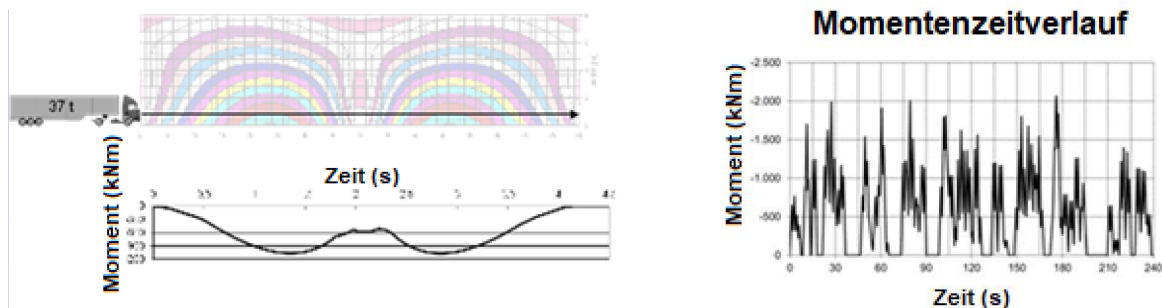 37 t
Zeit (s)
Moment (kNm)
Momentenzeitverlauf
-2.500
-2.000
-1.500
-1.000
-500
0
0 30 60 90 120 150 180 210 240
Moment (kNm)
Zeit (s)